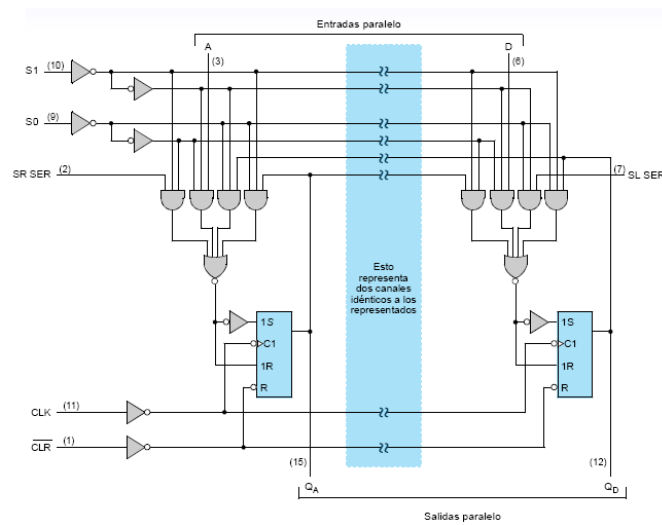 Entradas paralelo
A
D
(3)
(6)
S1
(10)
S0
(9)
SR SER
(2)
(7)
SL SER
Esto
representa
dos canales
idénticos a los
representados
1S
C1
1R
R
1S
C1
1R
R
CLK
(11)
CLR
(1)
(15)
(12)
QA
QD
Salidas paralelo